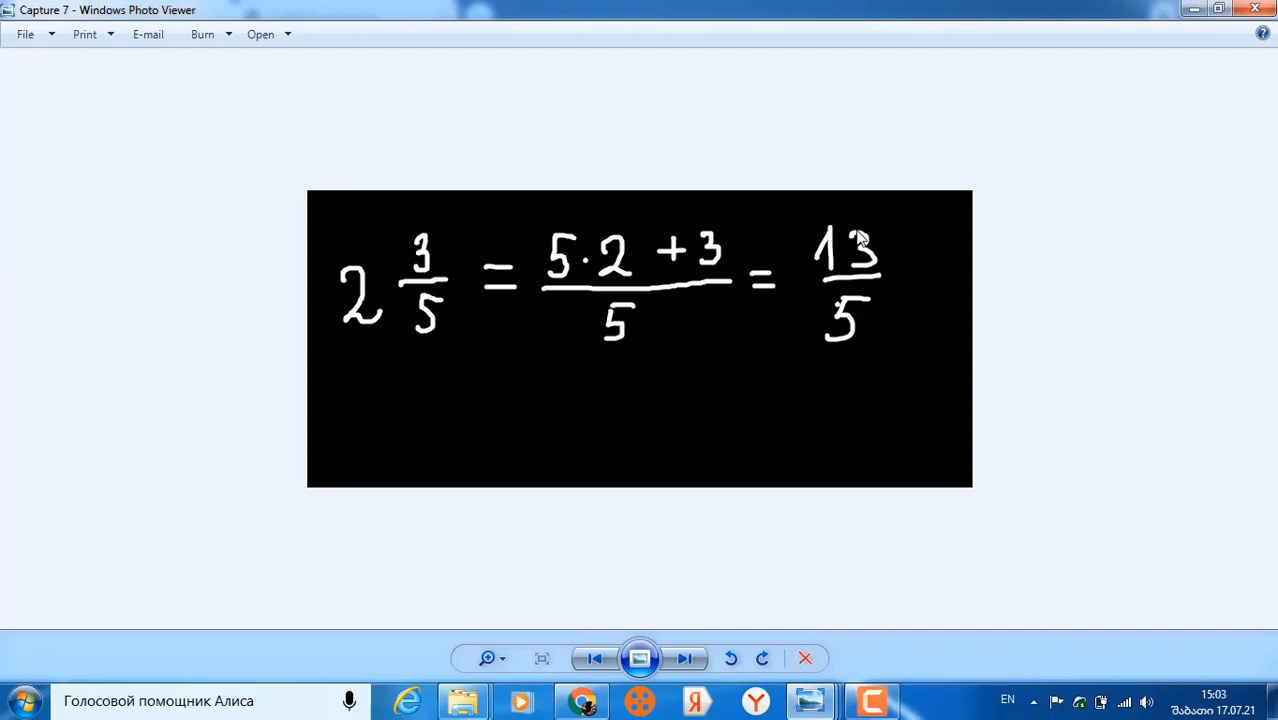 Capture 7 - Windows Photo Viewer
File Print E-mail Burn Open
2 3/5 = (5·2 +3)/5 = 13/5
Голосовой помощник Алиса
EN
15:03
შაბათი 17.07.21